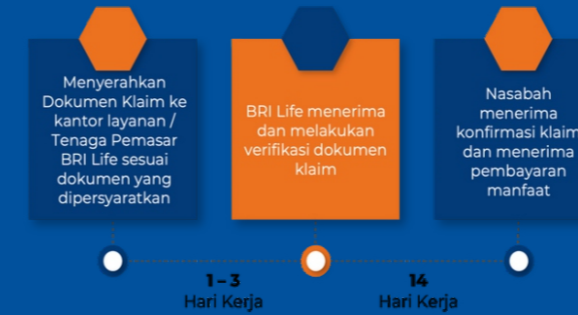 Menyerahkan
Dokumen Klaim ke
kantor layanan /
Tenaga Pemasar
BRI Life sesuai
dokumen yang
dipersyaratkan
BRI Life menerima
dan melakukan
verifikasi dokumen
klaim
Nasabah
menerima
konfirmasi klaim
dan menerima
pembayaran
manfaat
1 – 3
Hari Kerja
14
Hari Kerja